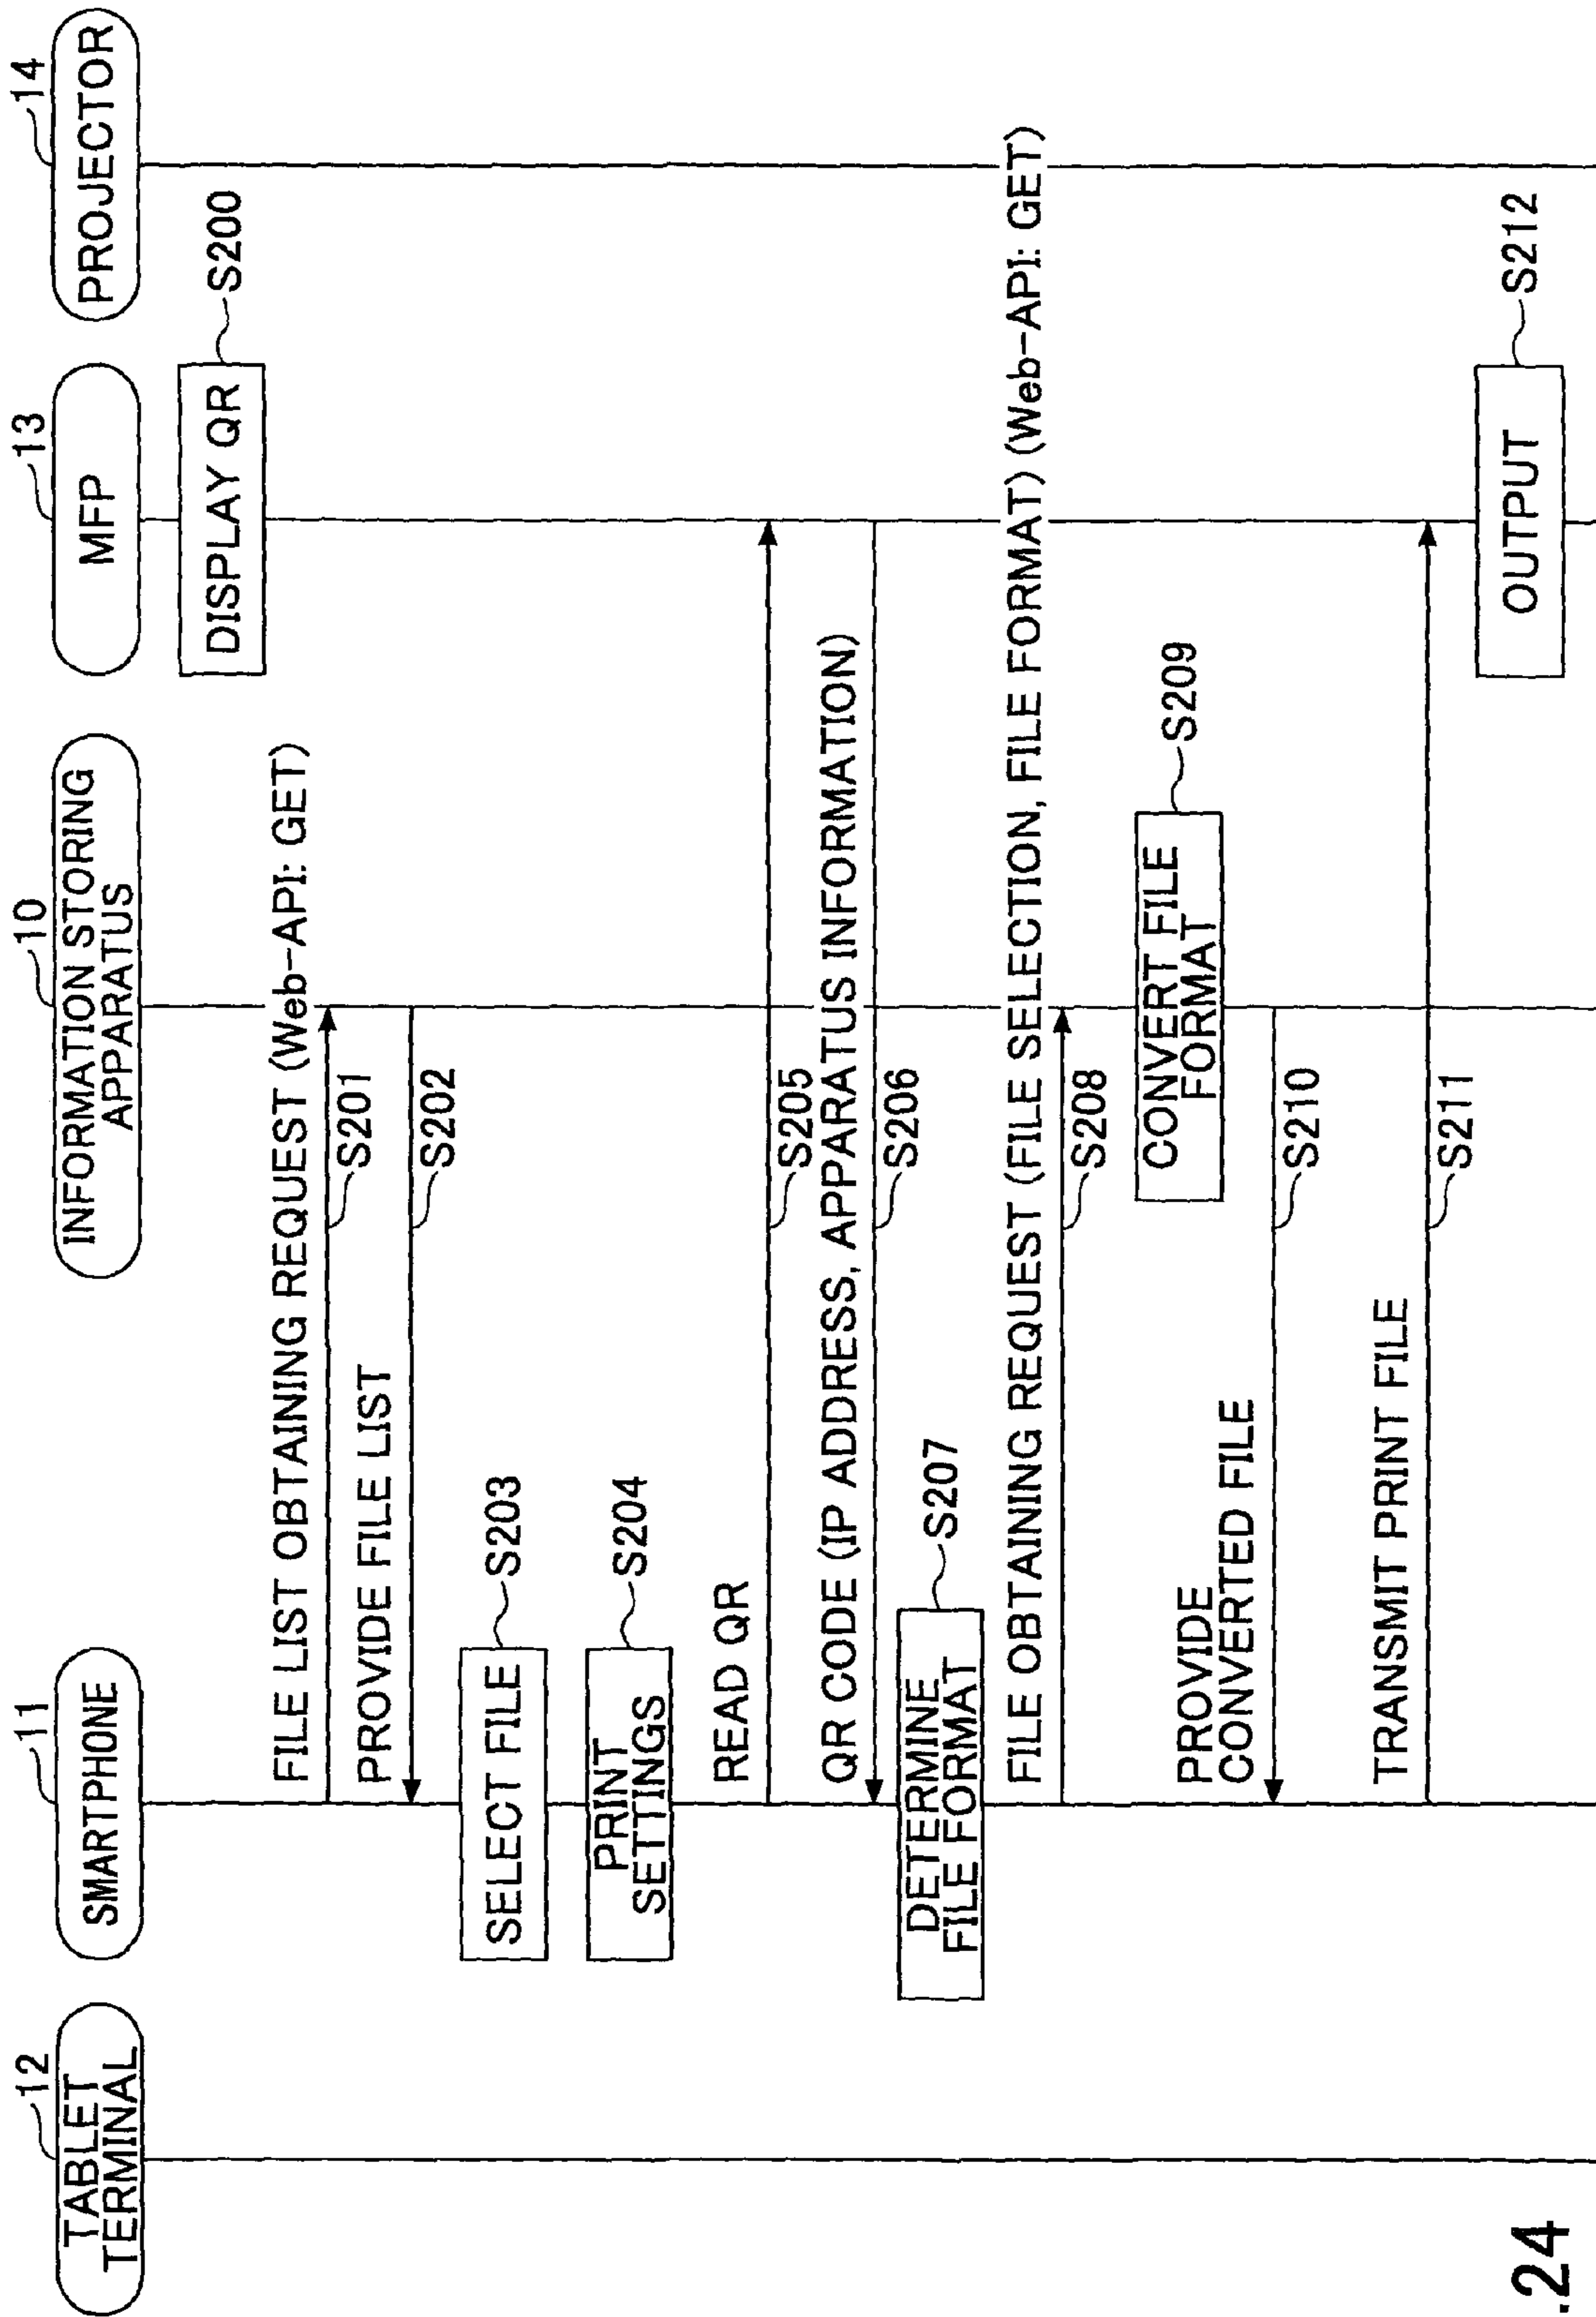 12
TABLET
TERMINAL
11
SMARTPHONE
10
INFORMATION STORING
APPARATUS
13
MFP
14
PROJECTOR
DISPLAY QR
S200
FILE LIST OBTAINING REQUEST (Web-API: GET)
S201
PROVIDE FILE LIST
S202
SELECT FILE
S203
PRINT
SETTINGS
S204
READ QR
S205
QR CODE (IP ADDRESS, APPARATUS INFORMATION)
S206
DETERMINE
FILE FORMAT
S207
FILE OBTAINING REQUEST (FILE SELECTION, FILE FORMAT) (Web-API: GET)
S208
CONVERT FILE
FORMAT
S209
PROVIDE
CONVERTED FILE
S210
TRANSMIT PRINT FILE
S211
OUTPUT
S212
.24